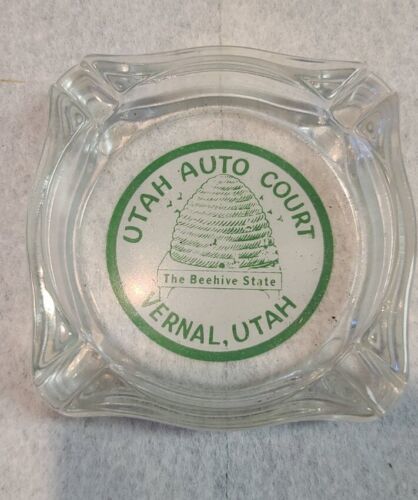 UTAH AUTO COURT
The Beehive State
VERNAL, UTAH